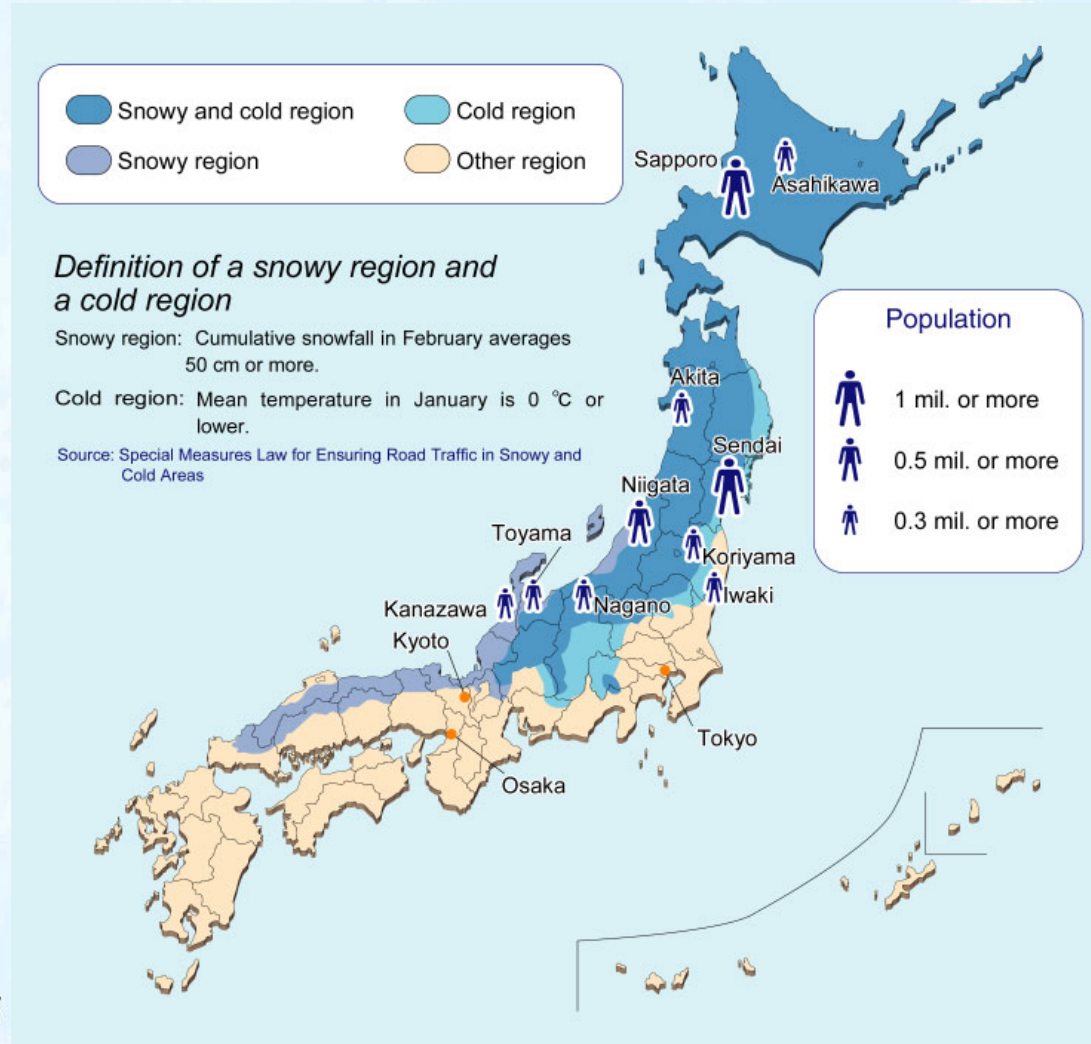 Snowy and cold region
Cold region
Snowy region
Other region
Definition of a snowy region and
a cold region
Snowy region: Cumulative snowfall in February averages
50 cm or more.
Cold region: Mean temperature in January is 0 °C or
lower.
Source: Special Measures Law for Ensuring Road Traffic in Snowy and
Cold Areas
Sapporo
Asahikawa
Population
1 mil. or more
0.5 mil. or more
0.3 mil. or more
Akita
Sendai
Niigata
Toyama
Koriyama
Iwaki
Kanazawa
Nagano
Kyoto
Tokyo
Osaka